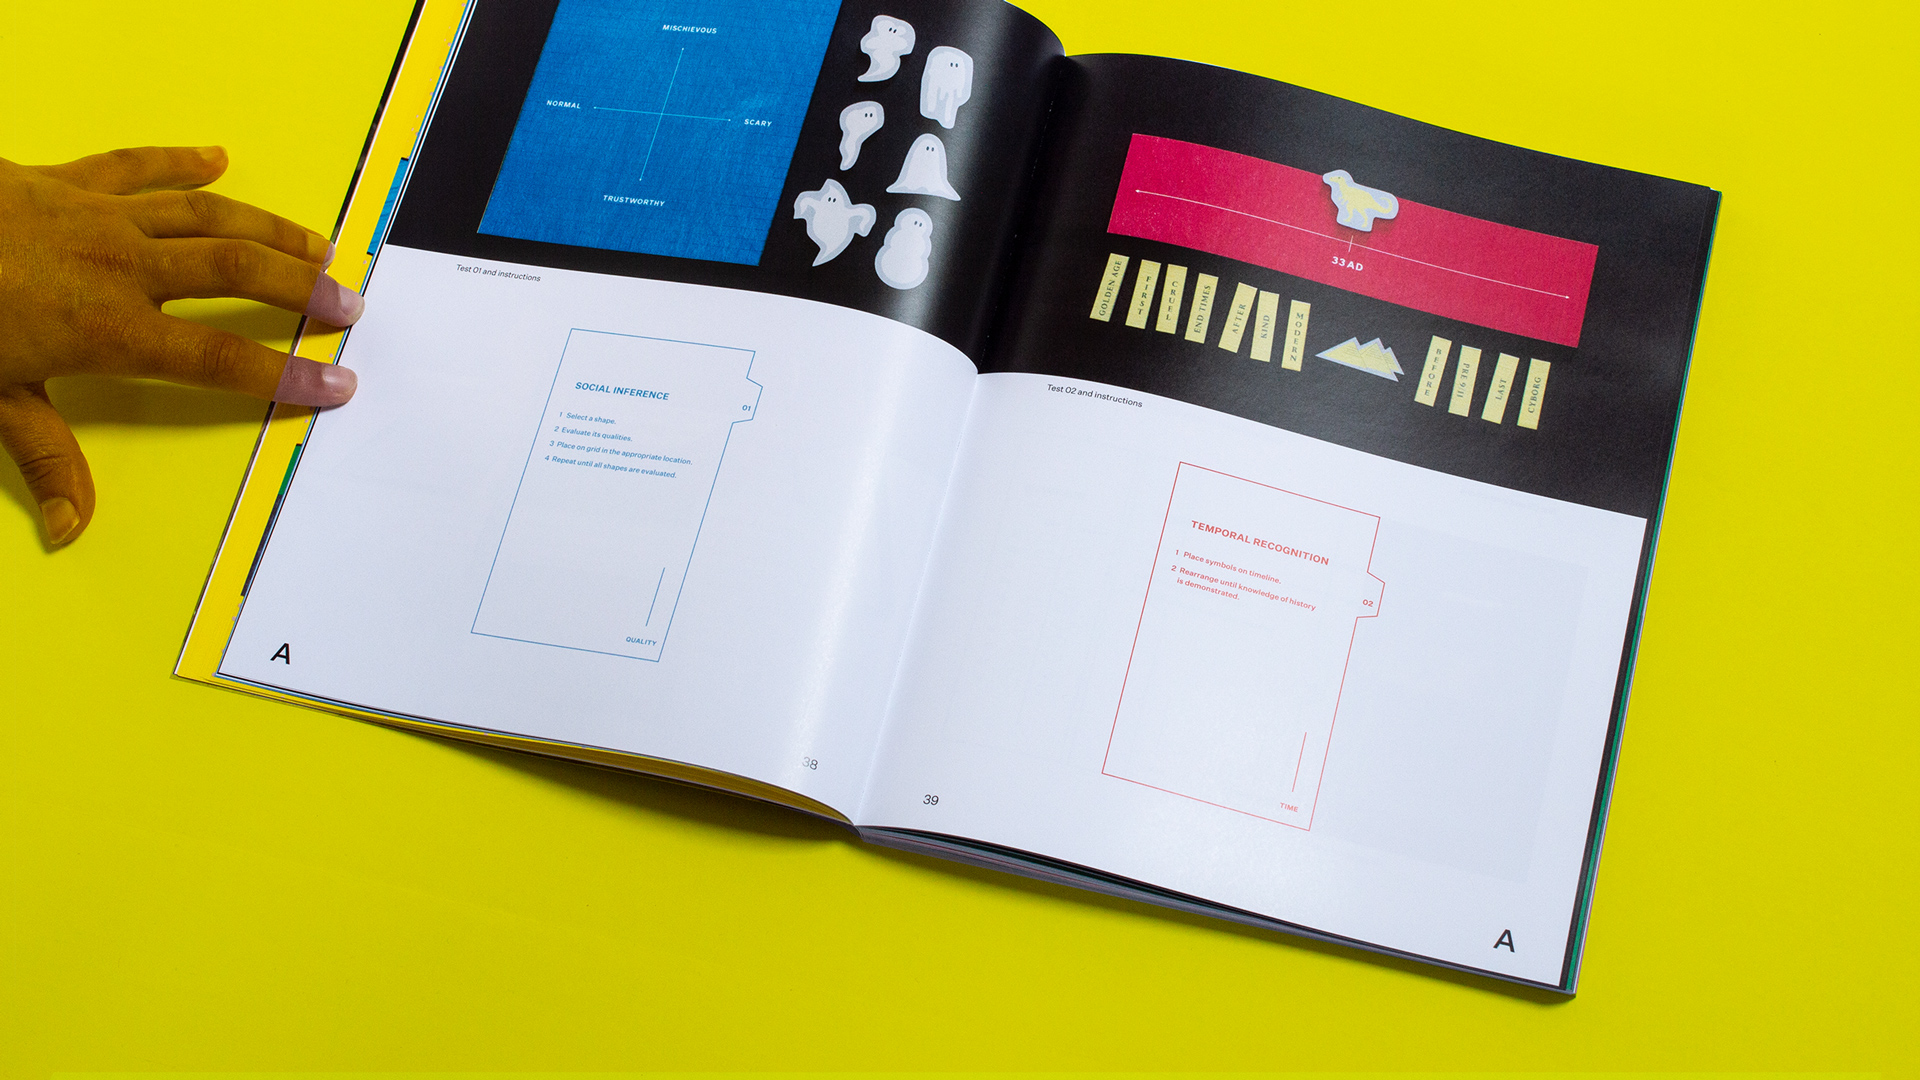 MISCHIEVOUS
NORMAL
SCARY
TRUSTWORTHY
Test 01 and instructions
SOCIAL INFERENCE
01
1 Select a shape.
2 Evaluate its qualities.
3 Place on grid in the appropriate location.
4 Repeat until all shapes are evaluated.
QUALITY
A
38
33 AD
GOLDEN AGE
FIRST
CRUEL
END TIMES
AFTER
KIND
MODERN
BEFORE
PRE 9/11
LAST
CYBORG
Test 02 and instructions
TEMPORAL RECOGNITION
1 Place symbols on timeline.
2 Rearrange until knowledge of history
is demonstrated.
02
TIME
39
A